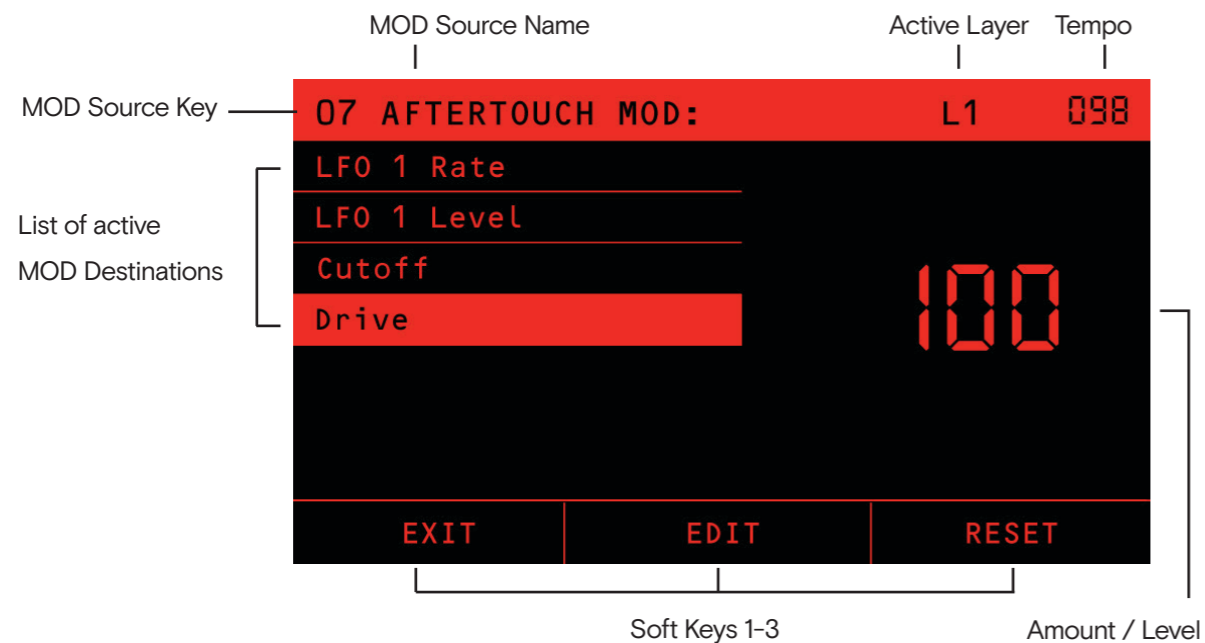 MOD Source Name
Active Layer
Tempo
MOD Source Key
07 AFTERTOUCH MOD:
L1
098
LFO 1 Rate
LFO 1 Level
Cutoff
Drive
List of active
MOD Destinations
100
EXIT
EDIT
RESET
Soft Keys 1-3
Amount / Level